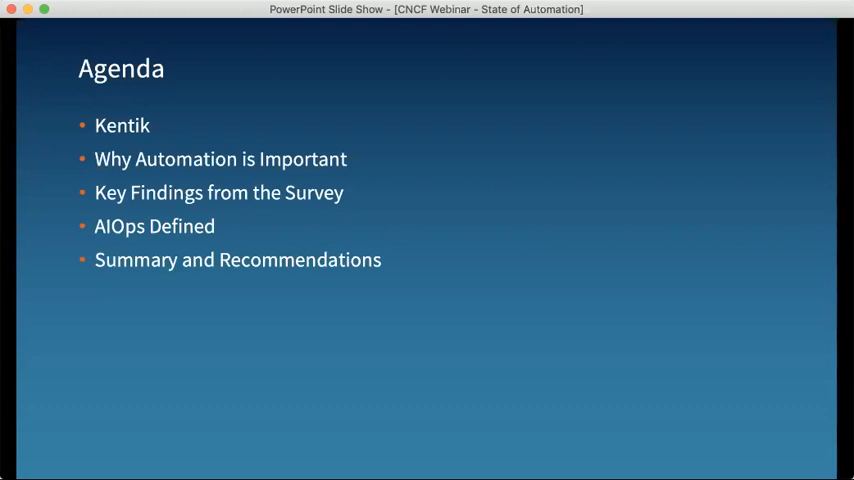 PowerPoint Slide Show - [CNCF Webinar - State of Automation]
Agenda
• Kentik
• Why Automation is Important
• Key Findings from the Survey
• AIOps Defined
• Summary and Recommendations